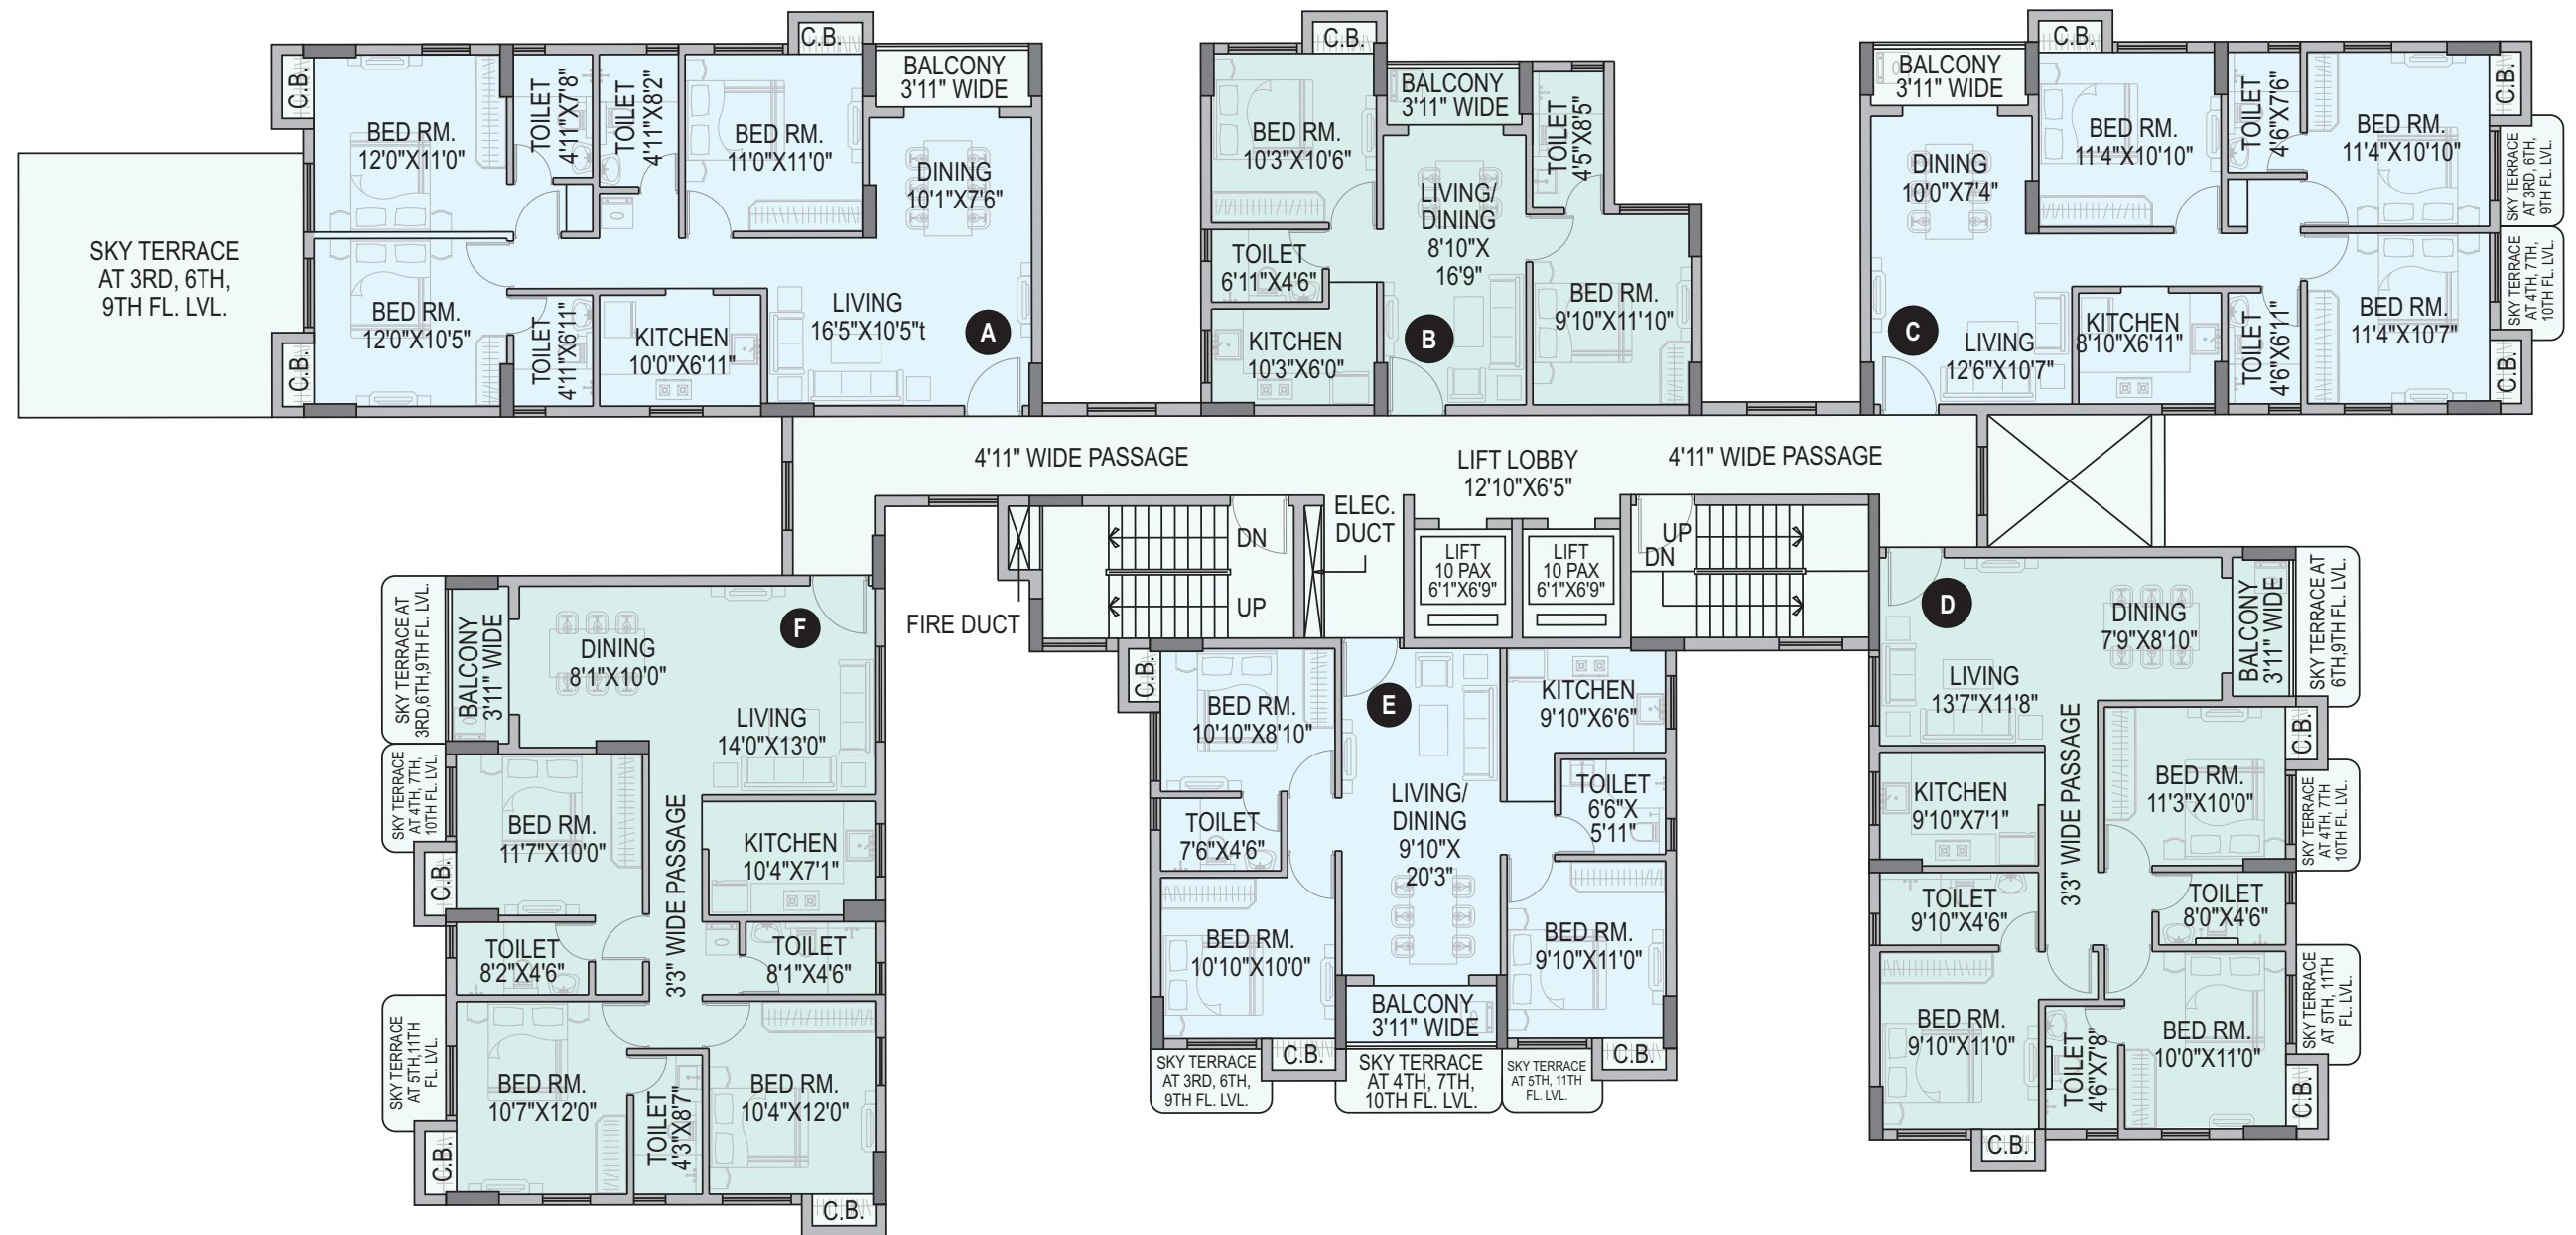 SKY TERRACE
AT 3RD, 6TH,
9TH FL. LVL.
C.B.
BED RM.
12'0"X11'0"
TOILET
4'11"X7'8"
TOILET
4'11"X8'2"
C.B.
BED RM.
11'0"X11'0"
BALCONY
3'11" WIDE
DINING
10'1"X7'6"
C.B.
BED RM.
12'0"X10'5"
TOILET
4'11"X6'11"
KITCHEN
10'0"X6'11"
LIVING
16'5"X10'5"t
A
C.B.
BED RM.
10'3"X10'6"
BALCONY
3'11" WIDE
TOILET
4'5"X8'5"
LIVING/
DINING
8'10"X
16'9"
TOILET
6'11"X4'6"
KITCHEN
10'3"X6'0"
B
BED RM.
9'10"X11'10"
BALCONY
3'11" WIDE
C.B.
DINING
10'0"X7'4"
BED RM.
11'4"X10'10"
TOILET
4'6"X7'6"
BED RM.
11'4"X10'10"
C.B.
SKY TERRACE
AT 3RD, 6TH,
9TH FL. LVL.
SKY TERRACE
AT 4TH, 7TH,
10TH FL. LVL.
C
LIVING
12'6"X10'7"
KITCHEN
8'10"X6'11"
TOILET
4'6"X6'11"
BED RM.
11'4"X10'7"
C.B.
4'11" WIDE PASSAGE
LIFT LOBBY
12'10"X6'5"
4'11" WIDE PASSAGE
FIRE DUCT
DN
UP
ELEC.
DUCT
LIFT
10 PAX
6'1"X6'9"
LIFT
10 PAX
6'1"X6'9"
UP
DN
SKY TERRACE AT
3RD,6TH,9TH FL. LVL.
BALCONY
3'11" WIDE
DINING
8'1"X10'0"
F
LIVING
14'0"X13'0"
SKY TERRACE
AT 4TH, 7TH,
10TH FL. LVL.
BED RM.
11'7"X10'0"
C.B.
3'3" WIDE PASSAGE
KITCHEN
10'4"X7'1"
TOILET
8'2"X4'6"
TOILET
8'1"X4'6"
SKY TERRACE
AT 5TH,11TH
FL. LVL.
BED RM.
10'7"X12'0"
C.B.
TOILET
4'3"X8'7"
BED RM.
10'4"X12'0"
C.B.
C.B.
BED RM.
10'10"X8'10"
E
KITCHEN
9'10"X6'6"
TOILET
7'6"X4'6"
LIVING/
DINING
9'10"X
20'3"
TOILET
6'6"X
5'11"
BED RM.
10'10"X10'0"
BED RM.
9'10"X11'0"
BALCONY
3'11" WIDE
C.B.
C.B.
SKY TERRACE
AT 3RD, 6TH,
9TH FL. LVL.
SKY TERRACE
AT 4TH, 7TH,
10TH FL. LVL.
SKY TERRACE
AT 5TH, 11TH
FL. LVL.
D
DINING
7'9"X8'10"
BALCONY
3'11" WIDE
SKY TERRACE AT
6TH,9TH FL. LVL.
LIVING
13'7"X11'8"
C.B.
KITCHEN
9'10"X7'1"
3'3" WIDE PASSAGE
BED RM.
11'3"X10'0"
SKY TERRACE
AT 4TH, 7TH
10TH FL. LVL.
TOILET
9'10"X4'6"
TOILET
8'0"X4'6"
SKY TERRACE
AT 5TH, 11TH
FL. LVL.
BED RM.
9'10"X11'0"
TOILET
4'6"X7'8"
BED RM.
10'0"X11'0"
C.B.
C.B.